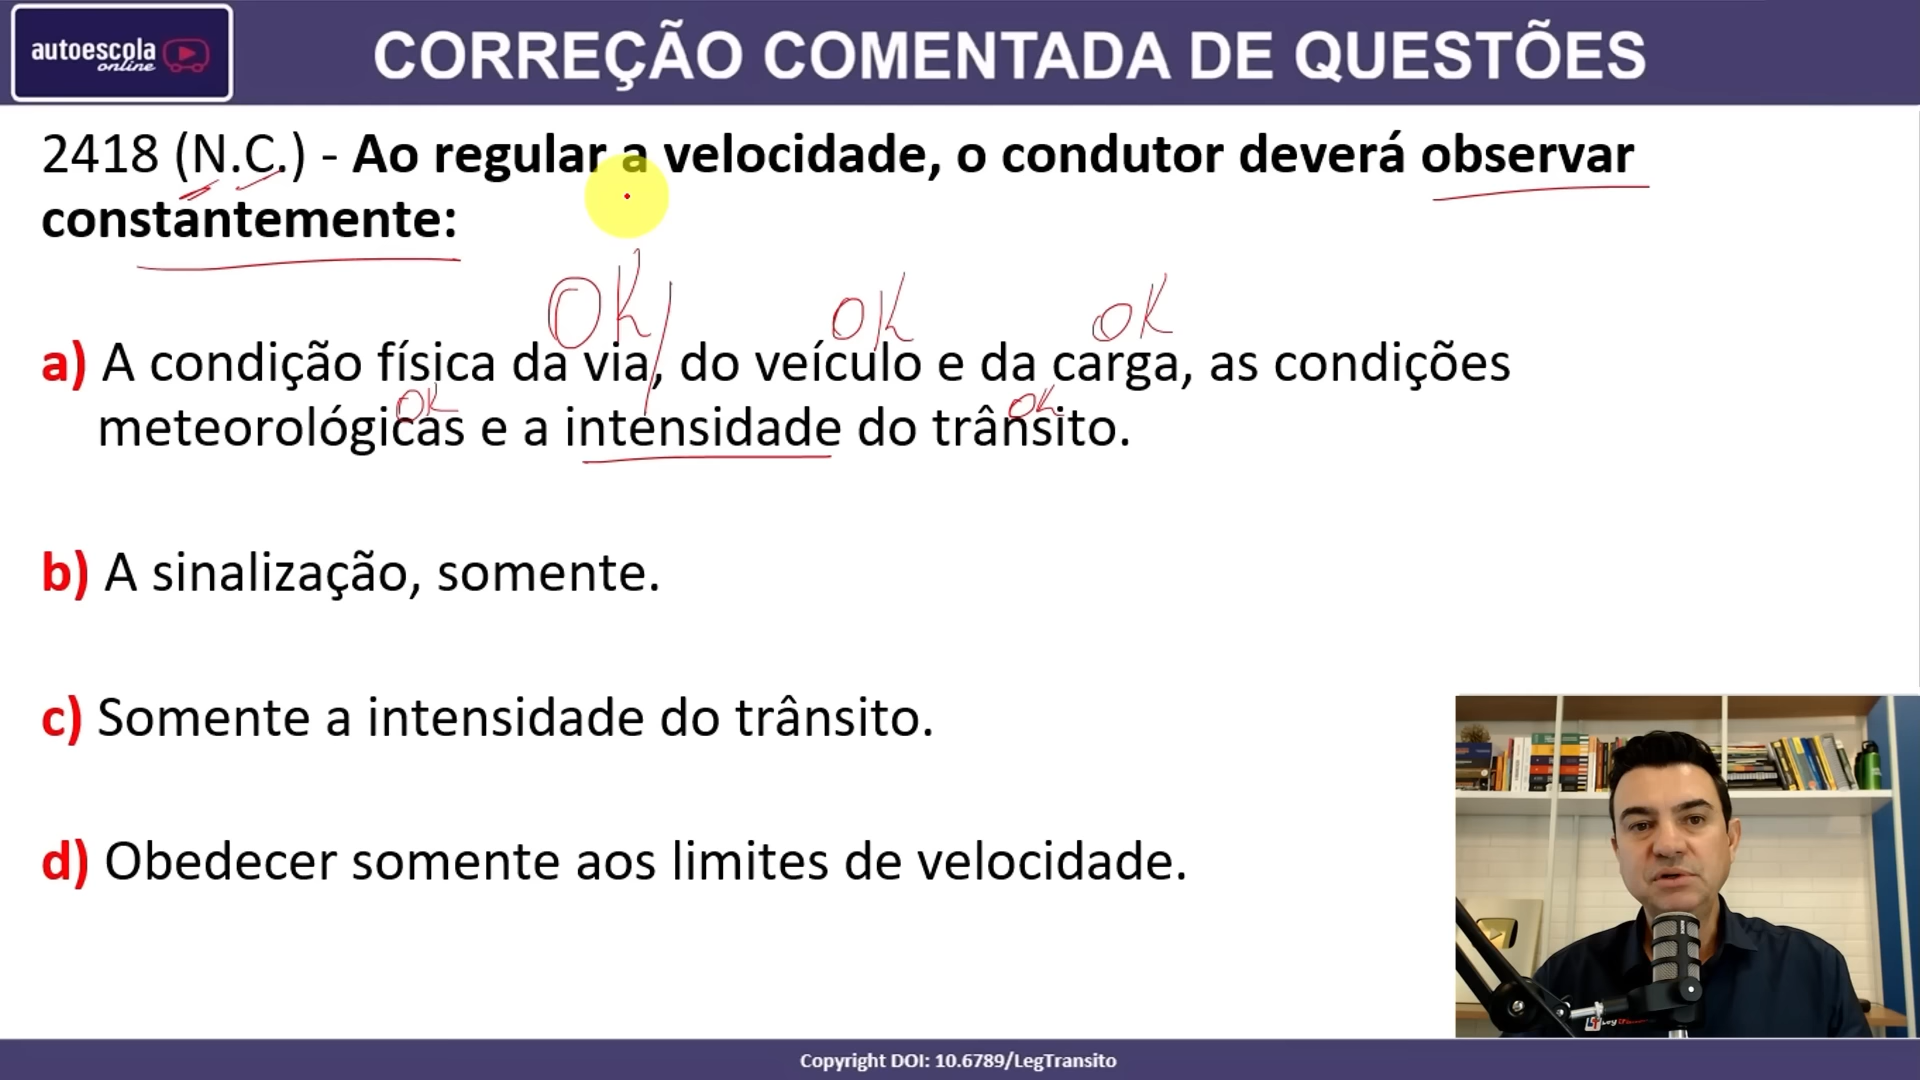 autoescola
online
CORREÇÃO COMENTADA DE QUESTÕES
2418 (N.C.) - Ao regular a velocidade, o condutor deverá observar
constantemente:
OK OK OK
a) A condição física da via, do veículo e da carga, as condições
OK OK
meteorológicas e a intensidade do trânsito.
b) A sinalização, somente.
c) Somente a intensidade do trânsito.
d) Obedecer somente aos limites de velocidade.
Copyright DOI: 10.6789/LegTransito